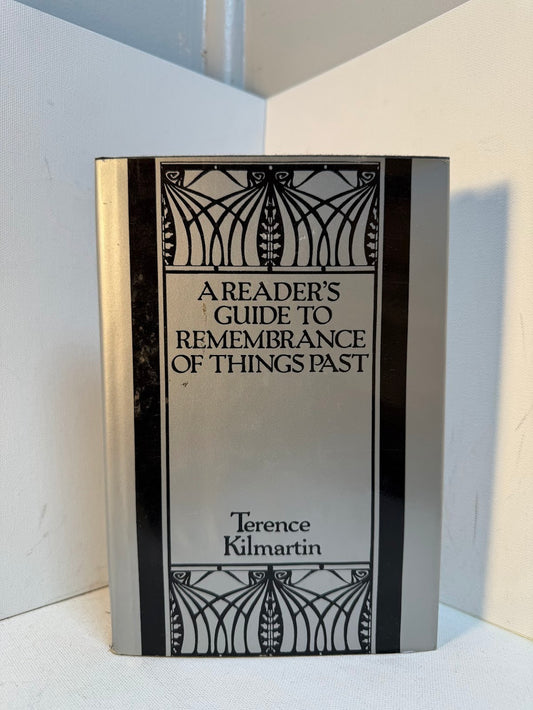 A READER'S
GUIDE TO
REMEMBRANCE
OF THINGS PAST
Terence
Kilmartin